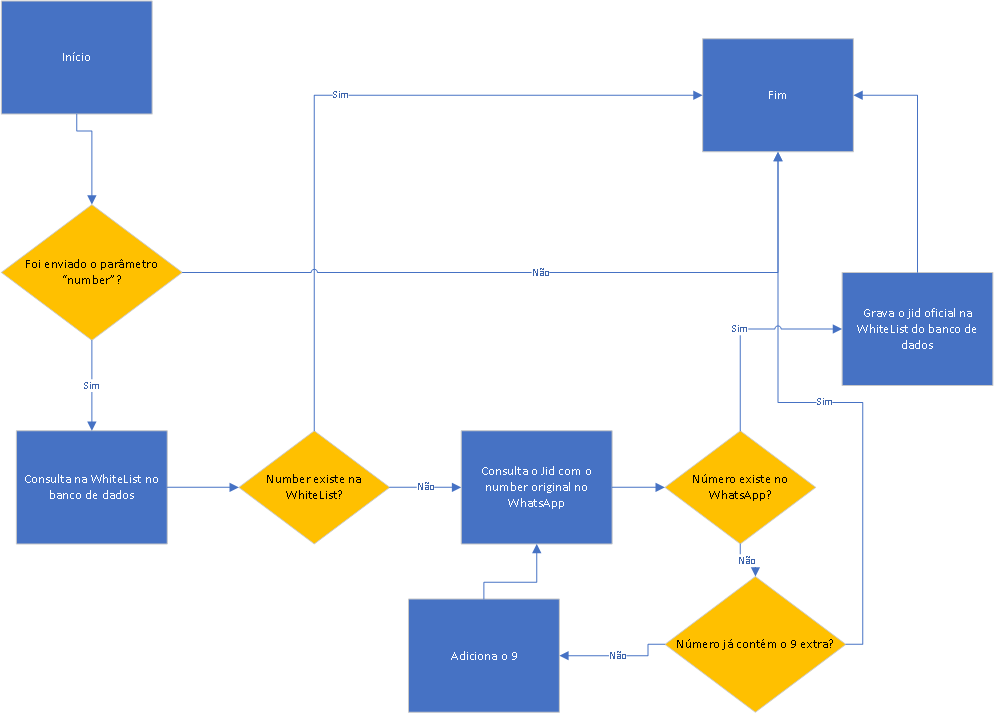 Início
Fim
Sim
Foi enviado o parâmetro
“number”?
Não
Grava o jid oficial na
WhiteList do banco de
dados
Sim
Sim
Sim
Consulta na WhiteList no
banco de dados
Number existe na
WhiteList?
Não
Consulta o Jid com o
number original no
WhatsApp
Número existe no
WhatsApp?
Não
Adiciona o 9
Não
Número já contém o 9 extra?